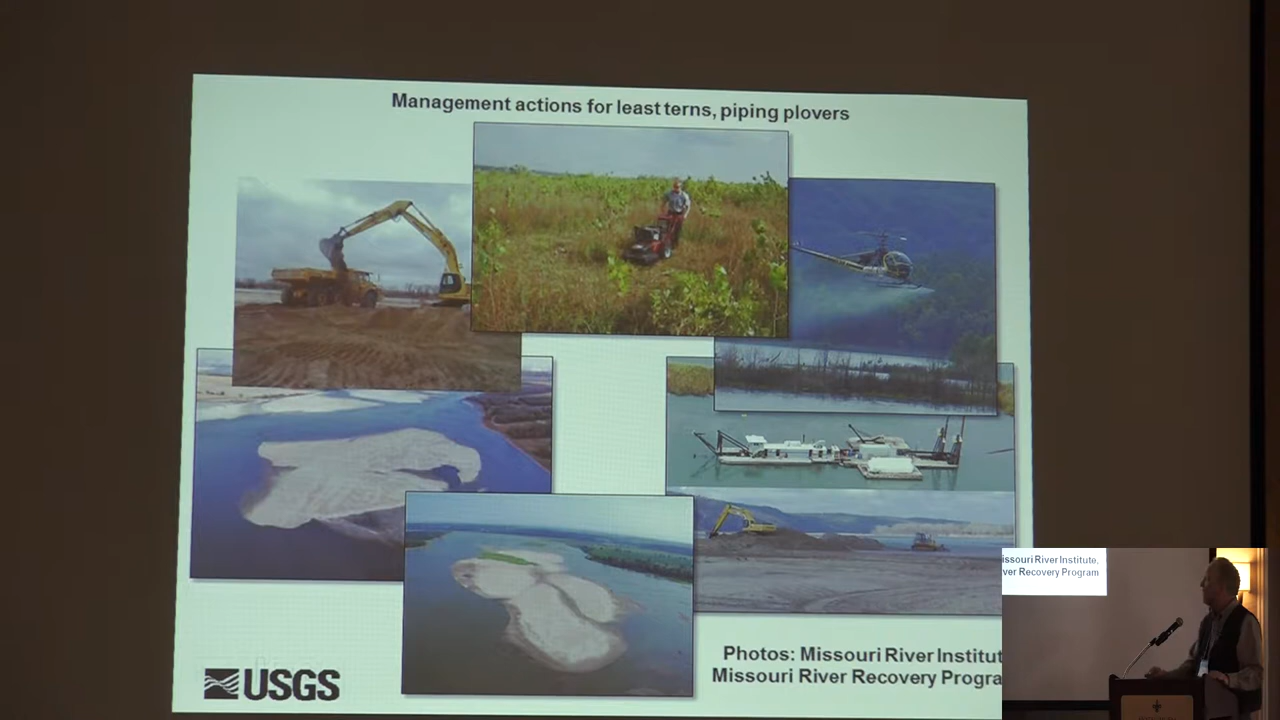 Management actions for least terns, piping plovers
USGS
Photos: Missouri River Institut
Missouri River Recovery Progra
issouri River Institute,
ver Recovery Program